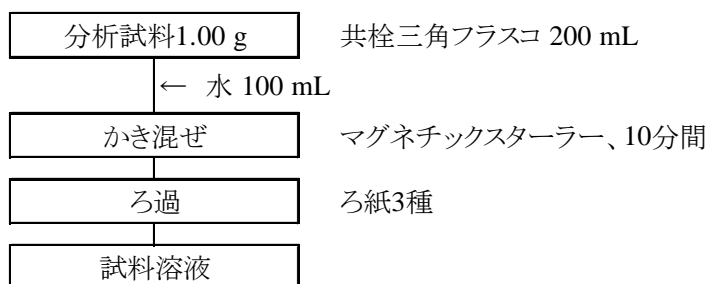 分析試料1.00 g 共栓三角フラスコ 200 mL
← 水 100 mL
かき混ぜ マグネチックスターラー、10分間
ろ過 ろ紙3種
試料溶液